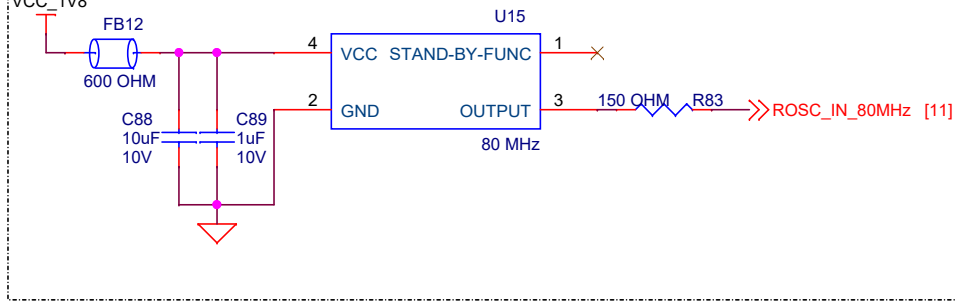 VCC_1V8
FB12
600 OHM
U15
4
VCC
STAND-BY-FUNC
1
2
GND
OUTPUT
3
80 MHz
150 OHM
R83
ROSC_IN_80MHz [11]
C88
10uF
10V
C89
1uF
10V